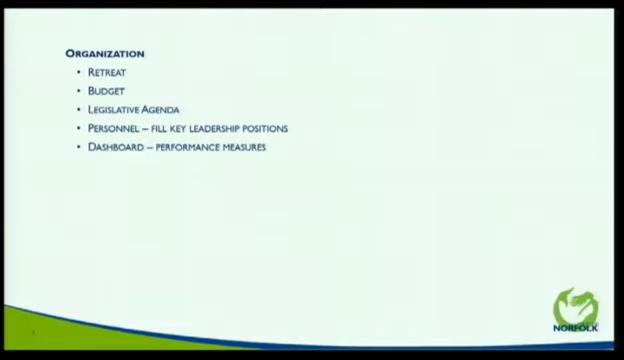 ORGANIZATION
• RETREAT
• BUDGET
• LEGISLATIVE AGENDA
• PERSONNEL – FILL KEY LEADERSHIP POSITIONS
• DASHBOARD – PERFORMANCE MEASURES
NORFOLK